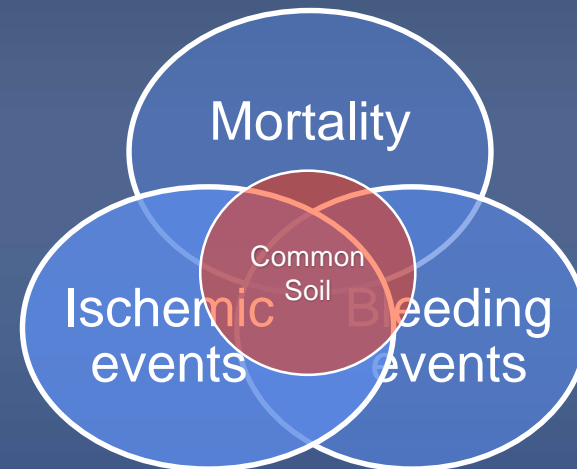 Mortality
Common
Soil
Ischemic
events
Bleeding
events